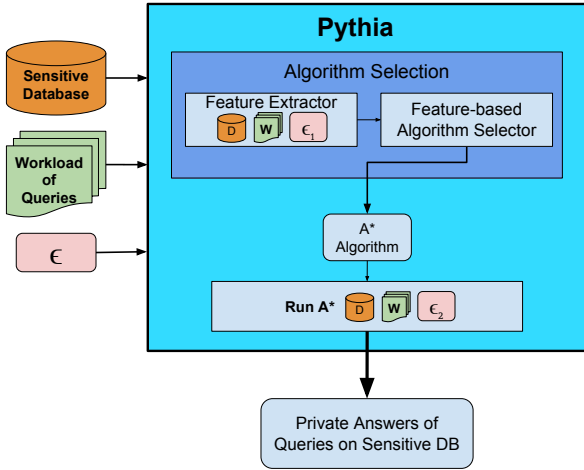 Pythia
Sensitive
Database
Algorithm Selection
Feature Extractor
D
W
ϵ1
Feature-based
Algorithm Selector
Workload
of
Queries
ϵ
A*
Algorithm
Run A*
D
W
ϵ2
Private Answers of
Queries on Sensitive DB